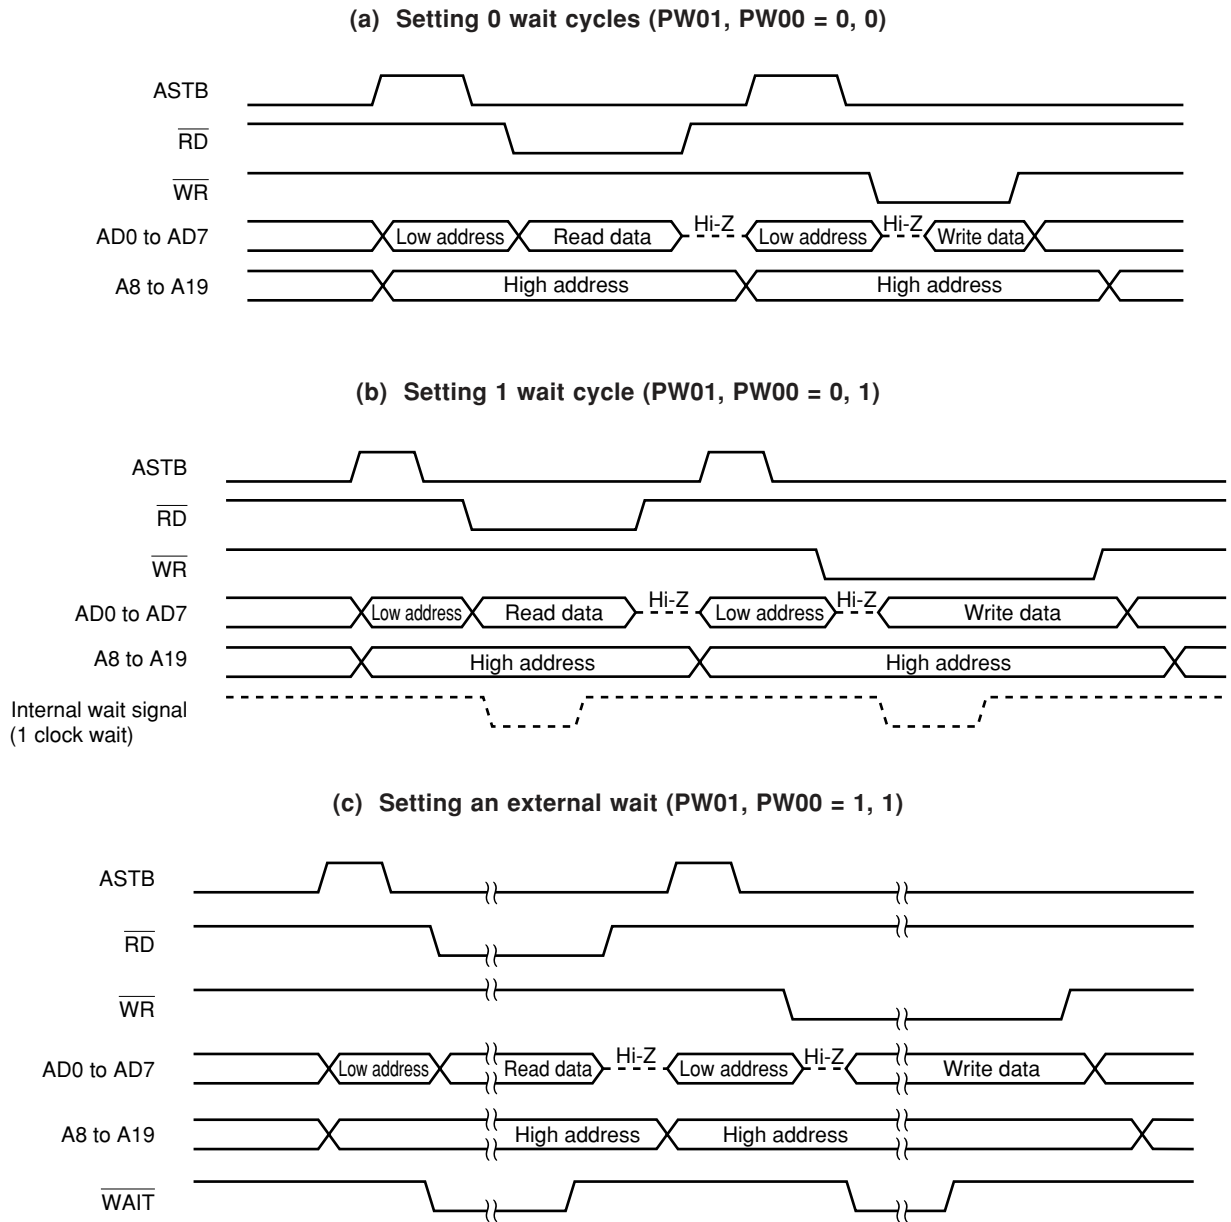 (a) Setting 0 wait cycles (PW01, PW00 = 0, 0)
ASTB
RD
WR
AD0 to AD7
Low address
Read data
Hi-Z
Low address
Hi-Z
Write data
A8 to A19
High address
High address
(b) Setting 1 wait cycle (PW01, PW00 = 0, 1)
ASTB
RD
WR
AD0 to AD7
Low address
Read data
Hi-Z
Low address
Hi-Z
Write data
A8 to A19
High address
High address
Internal wait signal
(1 clock wait)
(c) Setting an external wait (PW01, PW00 = 1, 1)
ASTB
RD
WR
AD0 to AD7
Low address
Read data
Hi-Z
Low address
Hi-Z
Write data
A8 to A19
High address
High address
WAIT